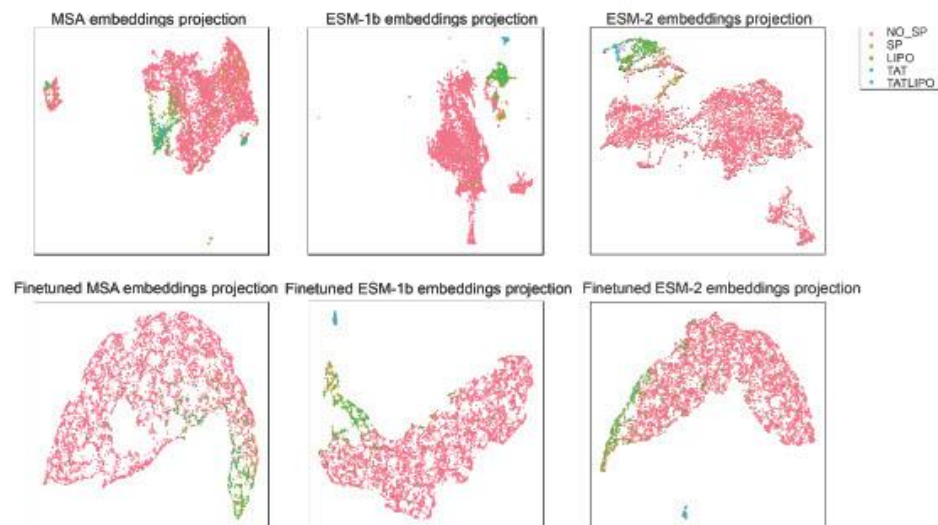 MSA embeddings projection
ESM-1b embeddings projection
ESM-2 embeddings projection
NO_SP
SP
LIPO
TAT
TATLIPO
Finetuned MSA embeddings projection
Finetuned ESM-1b embeddings projection
Finetuned ESM-2 embeddings projection